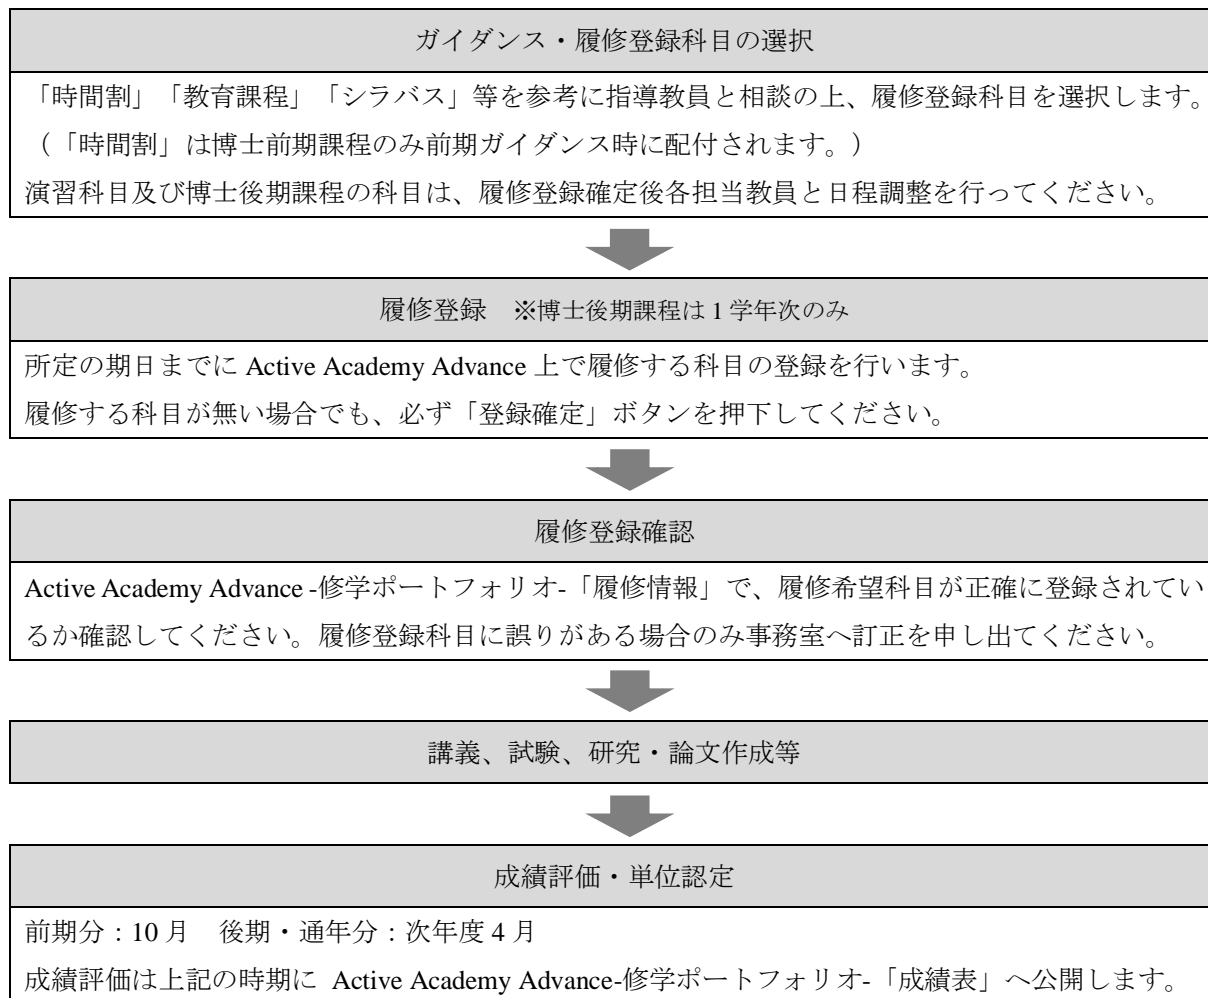 ガイダンス・履修登録科目の選択
「時間割」「教育課程」「シラバス」等を参考に指導教員と相談の上、履修登録科目を選択します。
（「時間割」は博士前期課程のみ前期ガイダンス時に配付されます。）
演習科目及び博士後期課程の科目は、履修登録確定後各担当教員と日程調整を行ってください。
履修登録　※博士後期課程は 1 学年次のみ
所定の期日までに Active Academy Advance 上で履修する科目の登録を行います。
履修する科目が無い場合でも、必ず「登録確定」ボタンを押下してください。
履修登録確認
Active Academy Advance -修学ポートフォリオ-「履修情報」で、履修希望科目が正確に登録されてい
るか確認してください。履修登録科目に誤りがある場合のみ事務室へ訂正を申し出てください。
講義、試験、研究・論文作成等
成績評価・単位認定
前期分：10 月　後期・通年分：次年度 4 月
成績評価は上記の時期に Active Academy Advance-修学ポートフォリオ-「成績表」へ公開します。